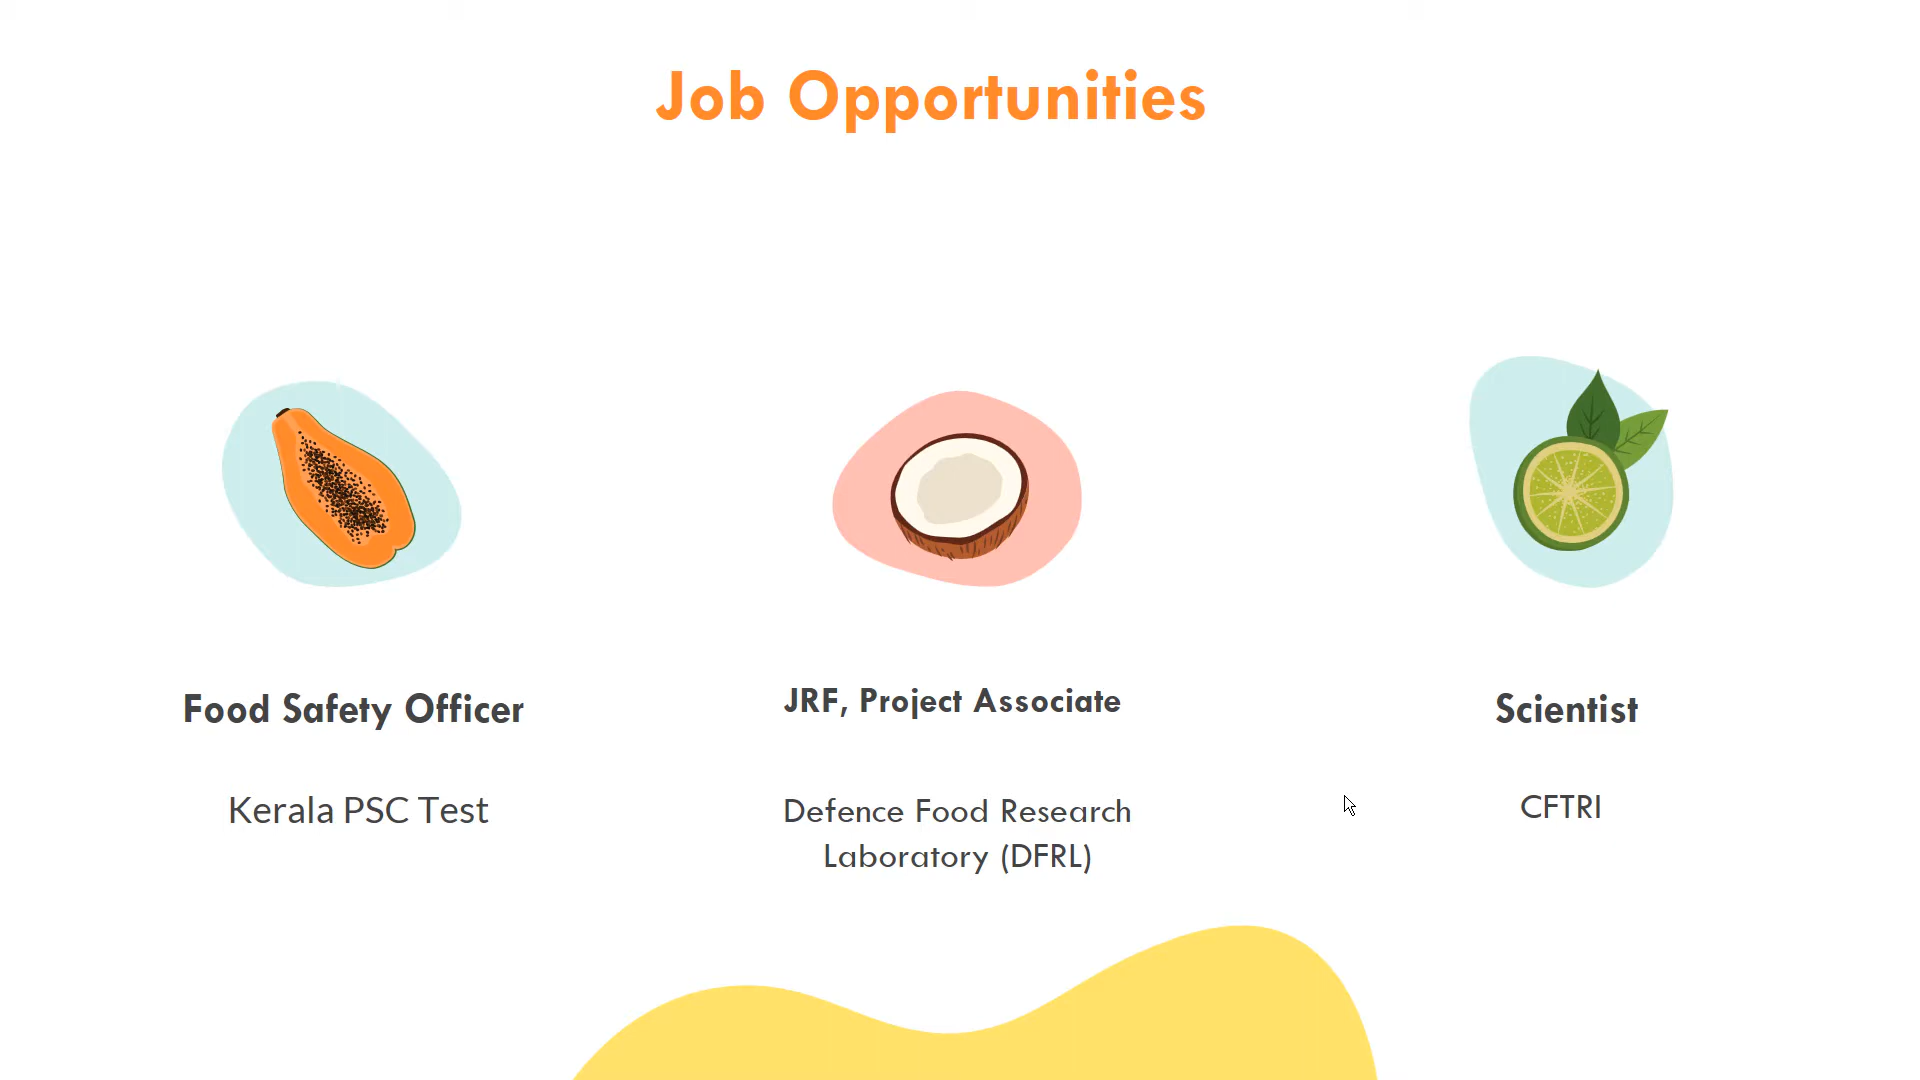 Job Opportunities
Food Safety Officer
Kerala PSC Test
JRF, Project Associate
Defence Food Research
Laboratory (DFRL)
Scientist
CFTRI